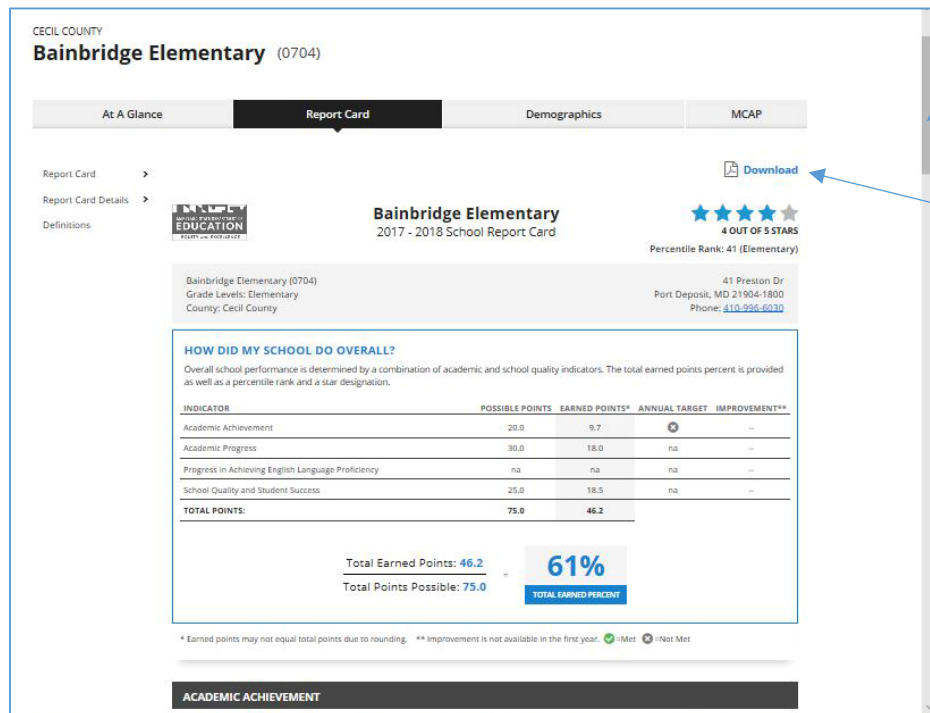 CECIL COUNTY
Bainbridge Elementary (0704)
At A Glance Report Card Demographics MCAP
Download
Report Card
Report Card Details
Definitions
EDUCATION
EQUITY and EXCELLENCE
Bainbridge Elementary
2017 - 2018 School Report Card
4 OUT OF 5 STARS
Percentile Rank: 41 (Elementary)
Bainbridge Elementary (0704)
Grade Levels: Elementary
County: Cecil County
41 Preston Dr
Port Deposit, MD 21904-1800
Phone: 410-996-6030
HOW DID MY SCHOOL DO OVERALL?
Overall school performance is determined by a combination of academic and school quality indicators. The total earned points percent is provided
as well as a percentile rank and a star designation.
INDICATOR POSSIBLE POINTS EARNED POINTS* ANNUAL TARGET IMPROVEMENT**
Academic Achievement 20.0 9.7 --
Academic Progress 30.0 18.0 na --
Progress in Achieving English Language Proficiency na na na --
School Quality and Student Success 25.0 18.5 na --
TOTAL POINTS: 75.0 46.2
Total Earned Points: 46.2
Total Points Possible: 75.0
=
61%
TOTAL EARNED PERCENT
* Earned points may not equal total points due to rounding. ** Improvement is not available in the first year. =Met =Not Met
ACADEMIC ACHIEVEMENT